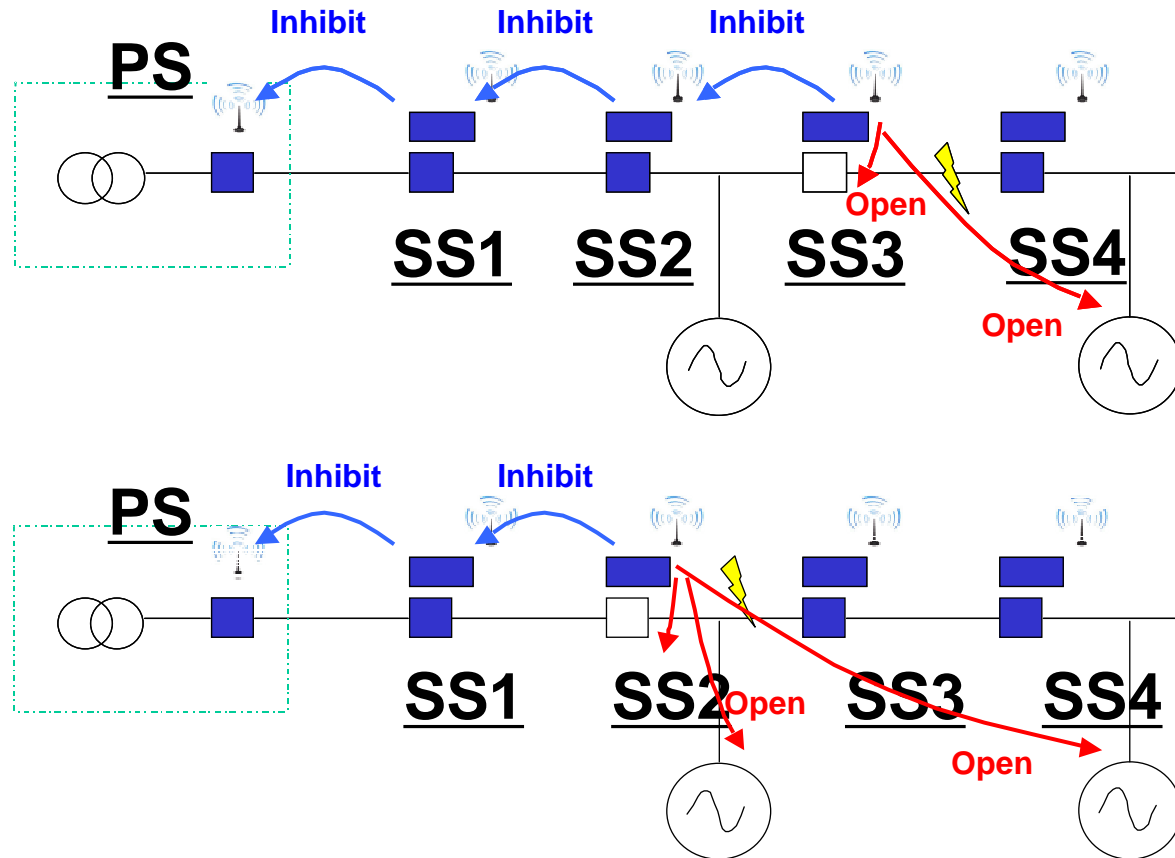 Inhibit
Inhibit
Inhibit
PS
Open
SS1
SS2
SS3
SS4
Open
Inhibit
Inhibit
PS
SS1
SS2
SS3
SS4
Open
Open